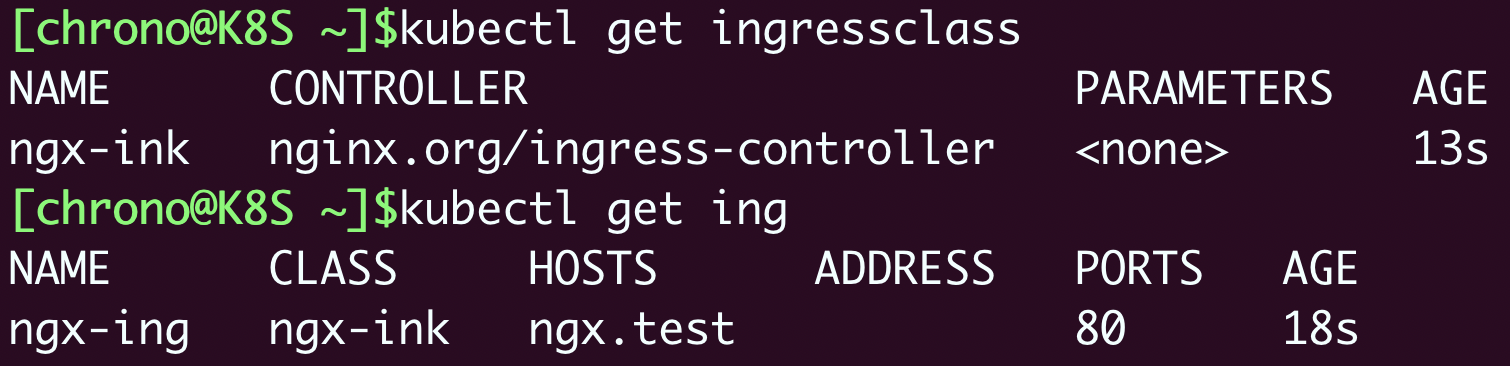 [chrono@K8S ~]$kubectl get ingressclass
NAME CONTROLLER PARAMETERS AGE
ngx-ink nginx.org/ingress-controller <none> 13s
[chrono@K8S ~]$kubectl get ing
NAME CLASS HOSTS ADDRESS PORTS AGE
ngx-ing ngx-ink ngx.test 80 18s